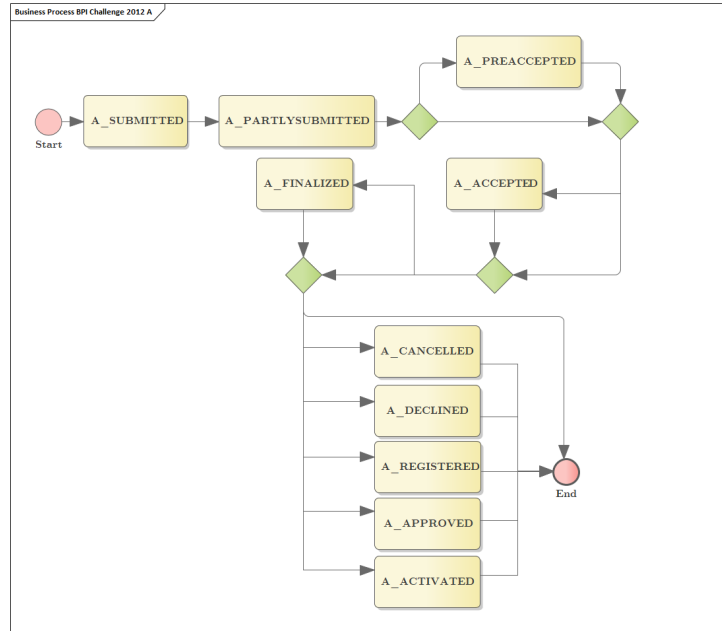 Business Process BPI Challenge 2012 A
A_PREACCEPTED
A_SUBMITTED
A_PARTLYSUBMITTED
Start
A_FINALIZED
A_ACCEPTED
A_CANCELLED
A_DECLINED
A_REGISTERED
End
A_APPROVED
A_ACTIVATED